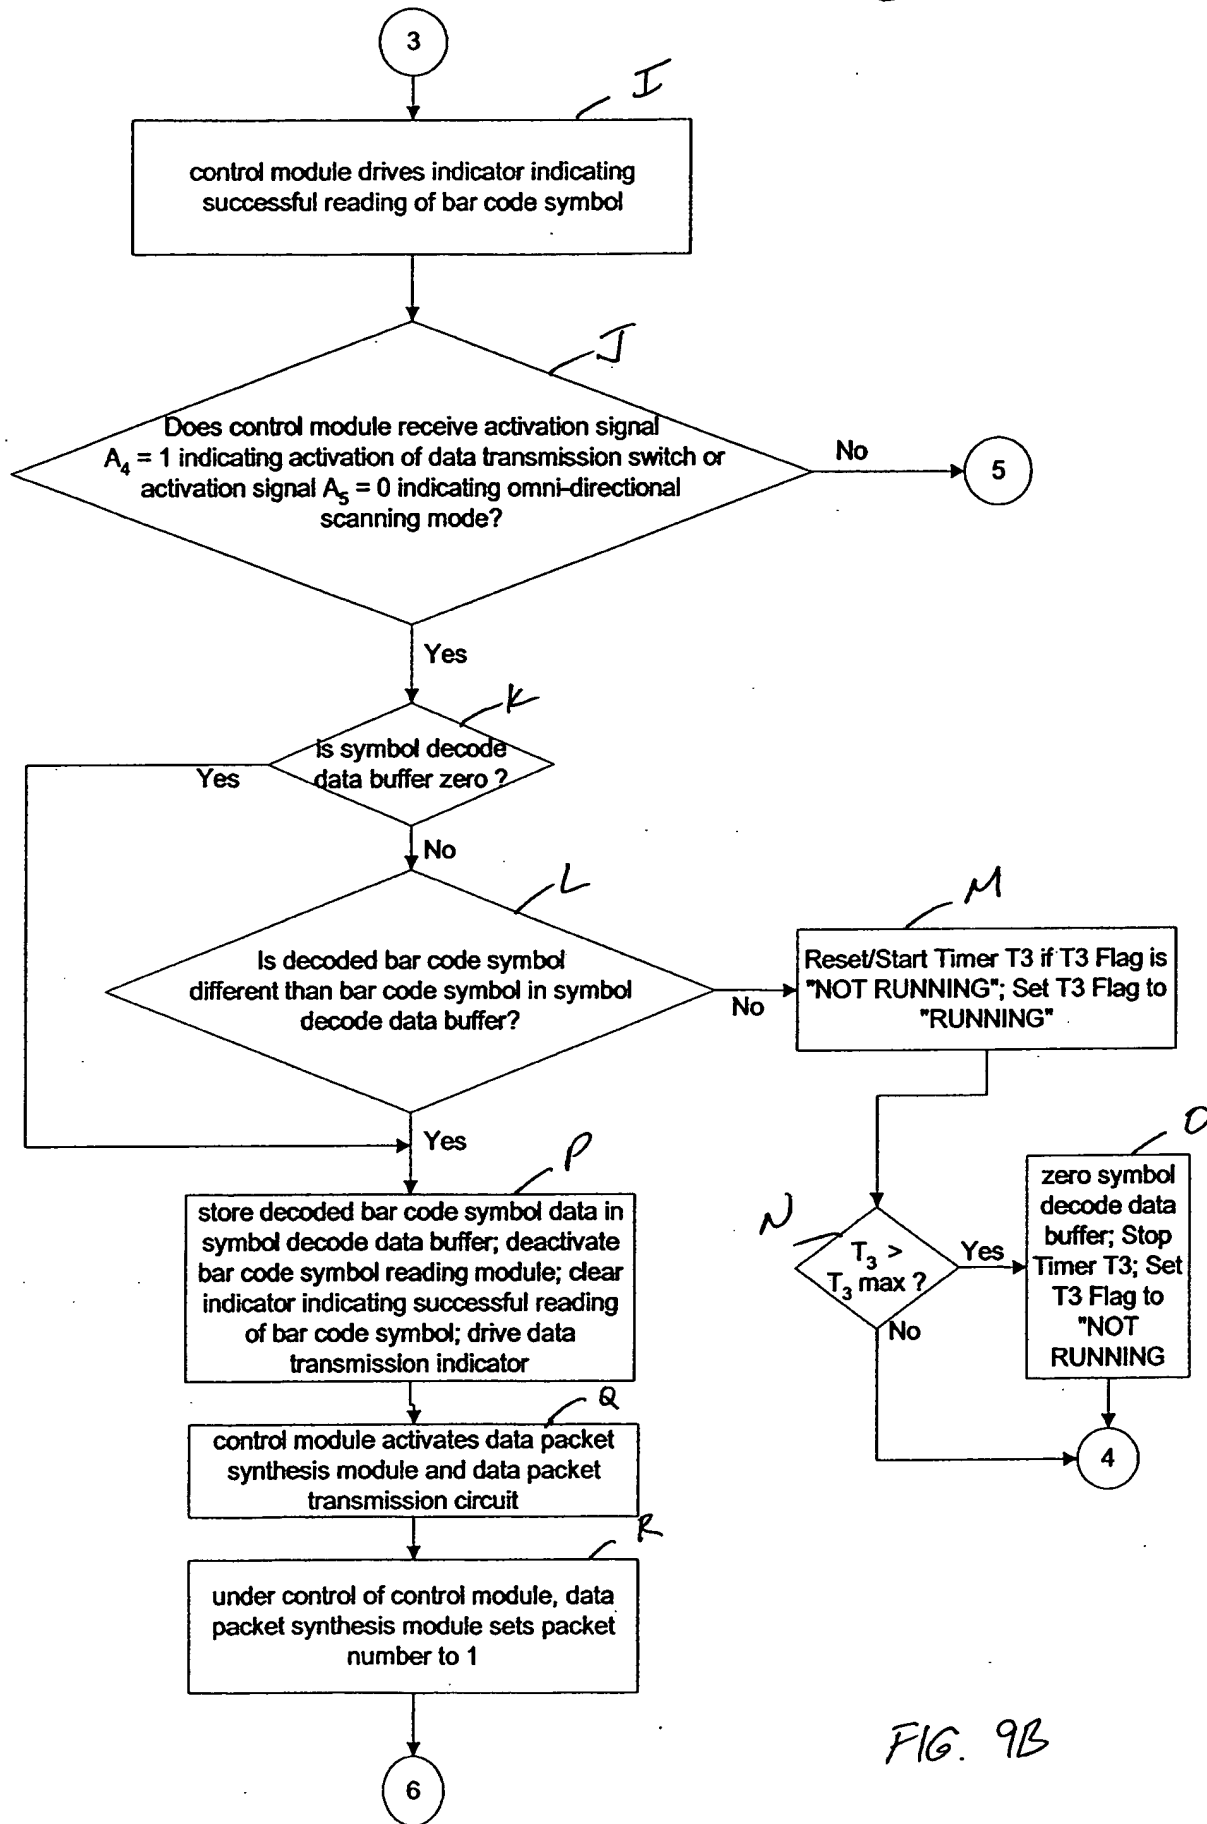 3
I
control module drives indicator indicating
successful reading of bar code symbol
J
Does control module receive activation signal
A₄ = 1 indicating activation of data transmission switch or
activation signal A₅ = 0 indicating omni-directional
scanning mode?
No
5
Yes
K
is symbol decode
data buffer zero ?
Yes
No
L
Is decoded bar code symbol
different than bar code symbol in symbol
decode data buffer?
No
M
Reset/Start Timer T3 if T3 Flag is
"NOT RUNNING"; Set T3 Flag to
"RUNNING"
Yes
N
T₃ >
T₃ max ?
Yes
No
O
zero symbol
decode data
buffer; Stop
Timer T3; Set
T3 Flag to
"NOT
RUNNING
4
P
store decoded bar code symbol data in
symbol decode data buffer; deactivate
bar code symbol reading module; clear
indicator indicating successful reading
of bar code symbol; drive data
transmission indicator
Q
control module activates data packet
synthesis module and data packet
transmission circuit
R
under control of control module, data
packet synthesis module sets packet
number to 1
6
FIG. 9B